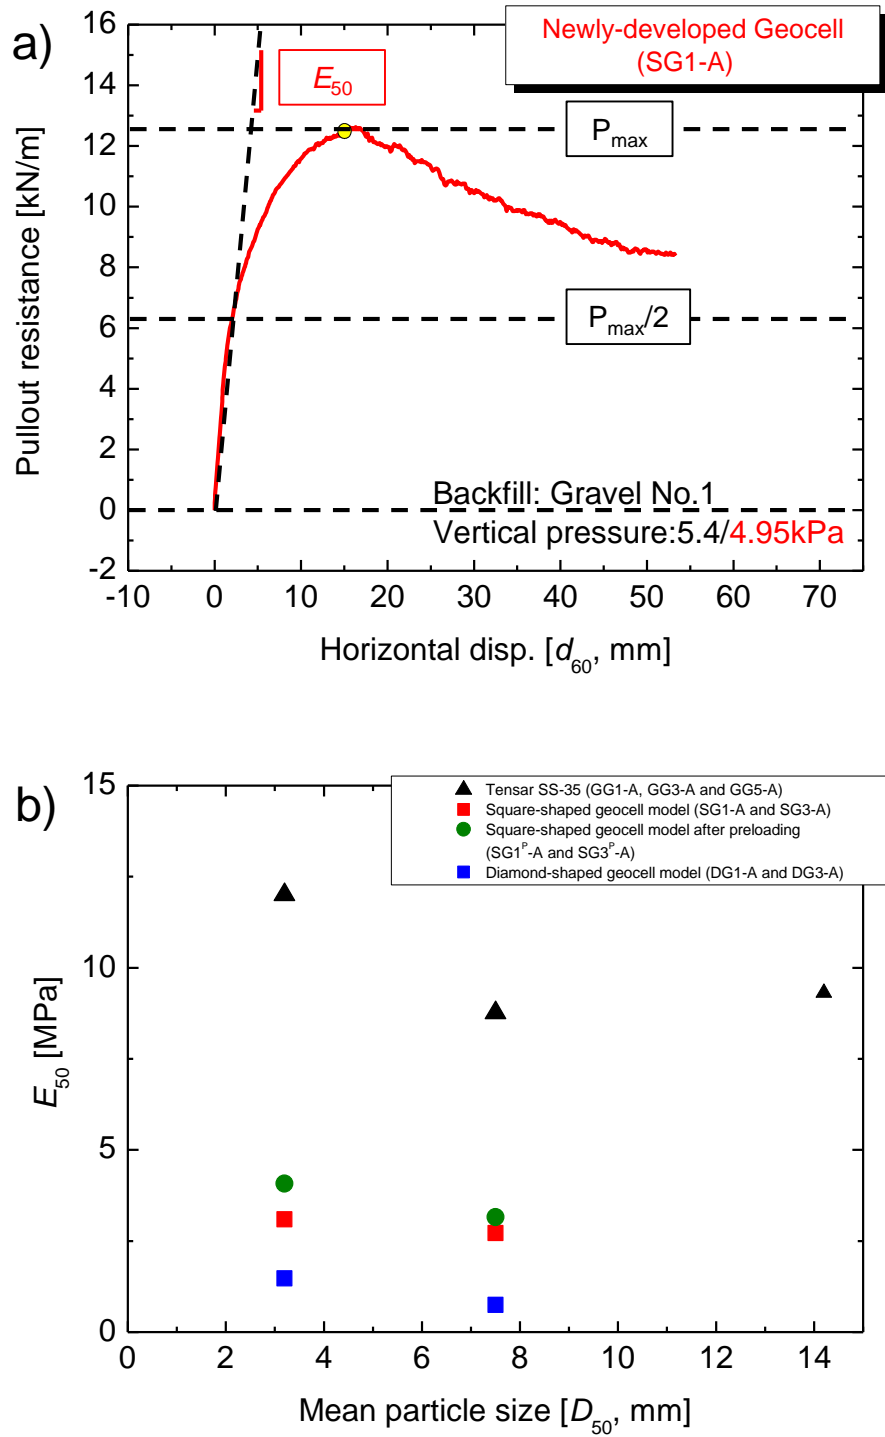 a)
Newly-developed Geocell
(SG1-A)
E50
Pmax
Pmax/2
Backfill: Gravel No.1
Vertical pressure:5.4/4.95kPa
16
14
12
10
8
6
4
2
0
-2
-10 0 10 20 30 40 50 60 70
Pullout resistance [kN/m]
Horizontal disp. [d60, mm]
b)
Tensar SS-35 (GG1-A, GG3-A and GG5-A)
Square-shaped geocell model (SG1-A and SG3-A)
Square-shaped geocell model after preloading
(SG1P-A and SG3P-A)
Diamond-shaped geocell model (DG1-A and DG3-A)
15
10
5
0
0 2 4 6 8 10 12 14
E50 [MPa]
Mean particle size [D50, mm]